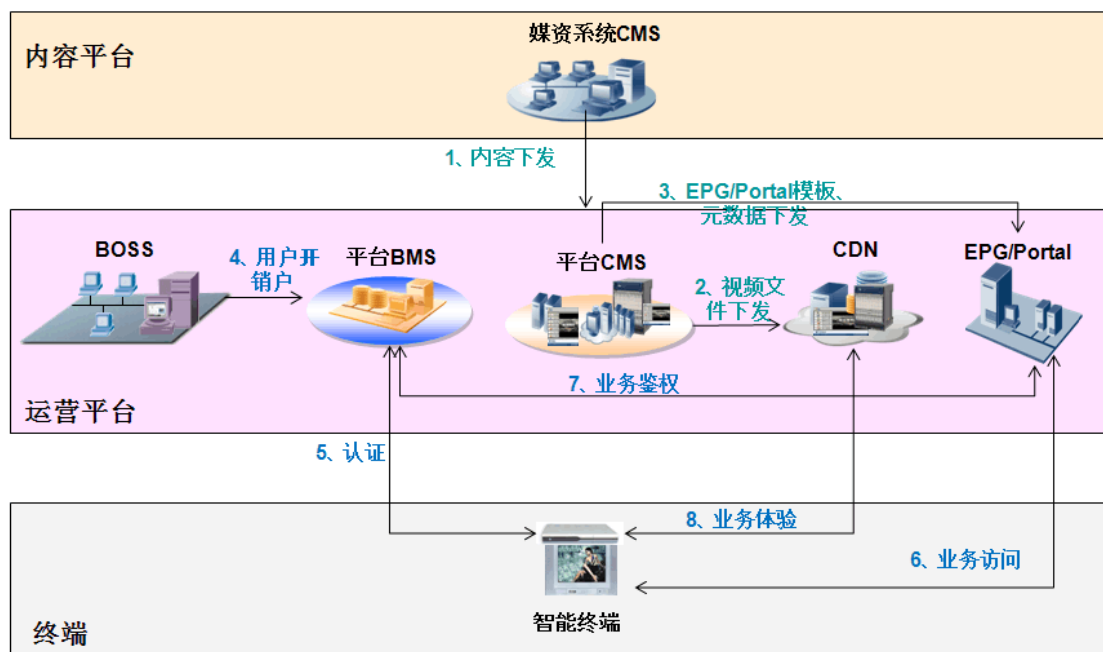 媒资系统CMS
内容平台
1、内容下发
3、EPG/Portal模板、
元数据下发
BOSS
4、用户开
销户
平台BMS
平台CMS
2、视频文
件下发
CDN
EPG/Portal
7、业务鉴权
运营平台
5、认证
8、业务体验
6、业务访问
智能终端
终端